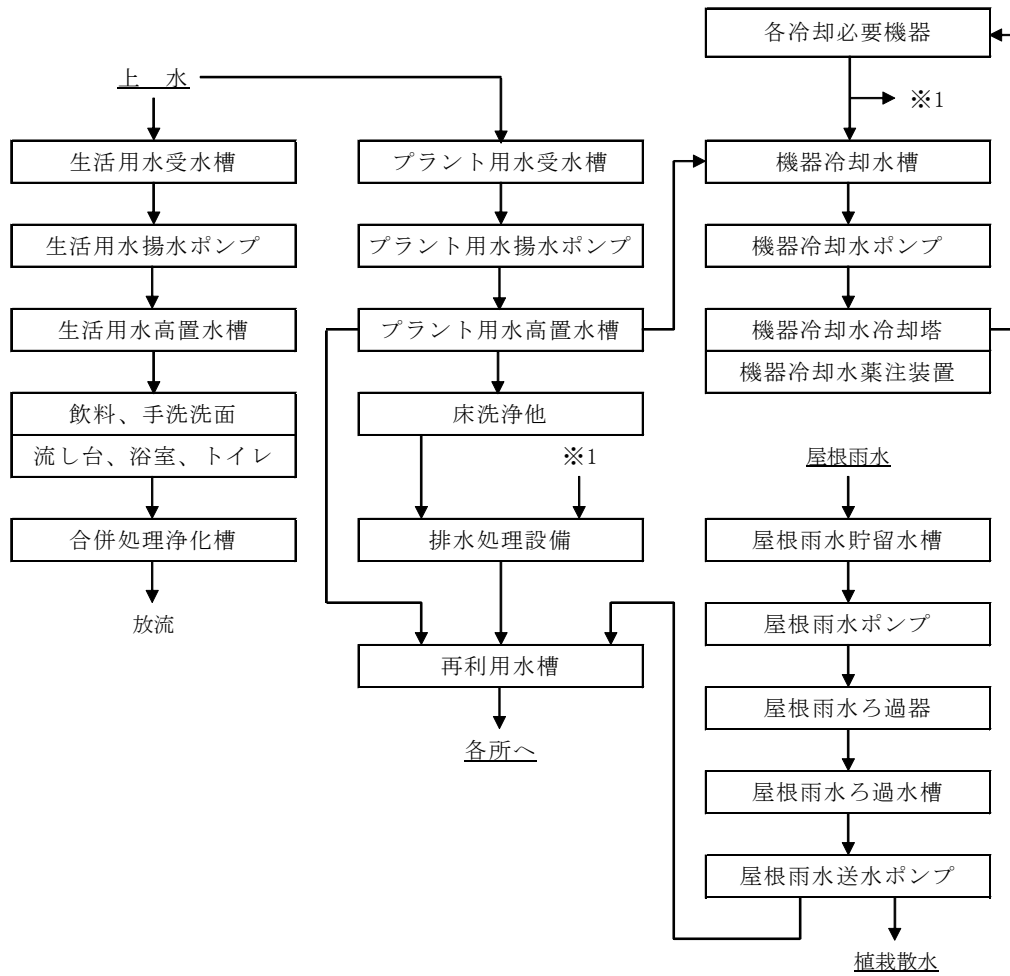 上　水
生活用水受水槽
生活用水揚水ポンプ
生活用水高置水槽
飲料、手洗洗面
流し台、浴室、トイレ
合併処理浄化槽
放流
プラント用水受水槽
プラント用水揚水ポンプ
プラント用水高置水槽
床洗浄他
※1
排水処理設備
再利用水槽
各所へ
各冷却必要機器
※1
機器冷却水槽
機器冷却水ポンプ
機器冷却水冷却塔
機器冷却水薬注装置
屋根雨水
屋根雨水貯留水槽
屋根雨水ポンプ
屋根雨水ろ過器
屋根雨水ろ過水槽
屋根雨水送水ポンプ
植栽散水